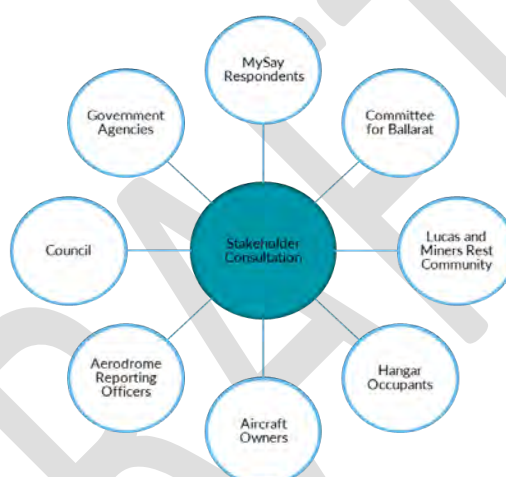 MySay
Respondents
Committee
for Ballarat
Lucas and
Miners Rest
Community
Hangar
Occupants
Aircraft
Owners
Aerodrome
Reporting
Officers
Council
Government
Agencies
Stakeholder
Consultation